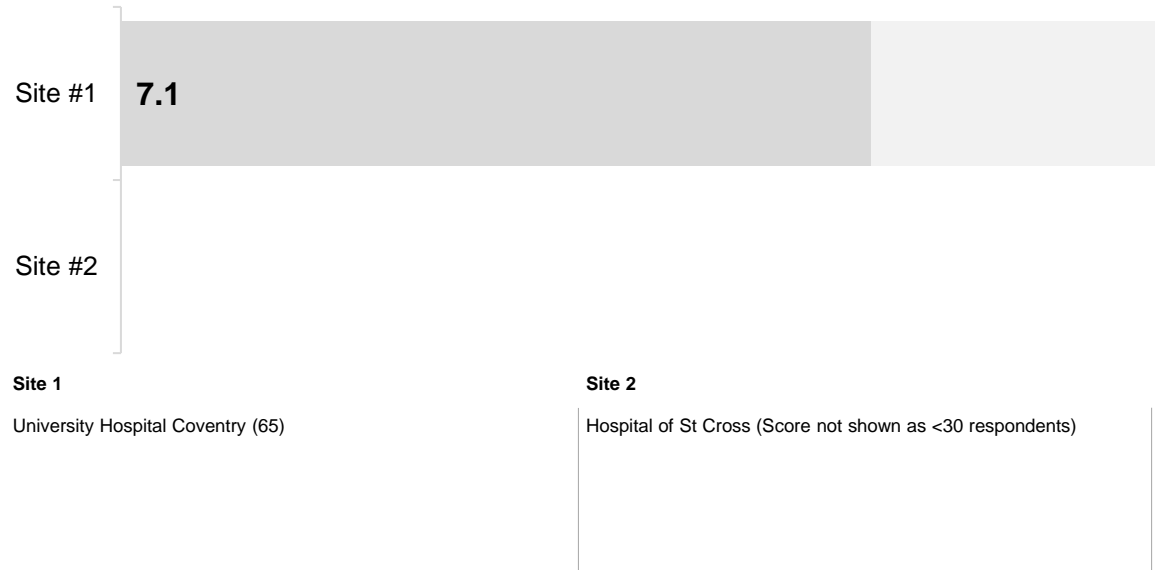 Site #1
7.1
Site #2
Site 1
University Hospital Coventry (65)
Site 2
Hospital of St Cross (Score not shown as <30 respondents)